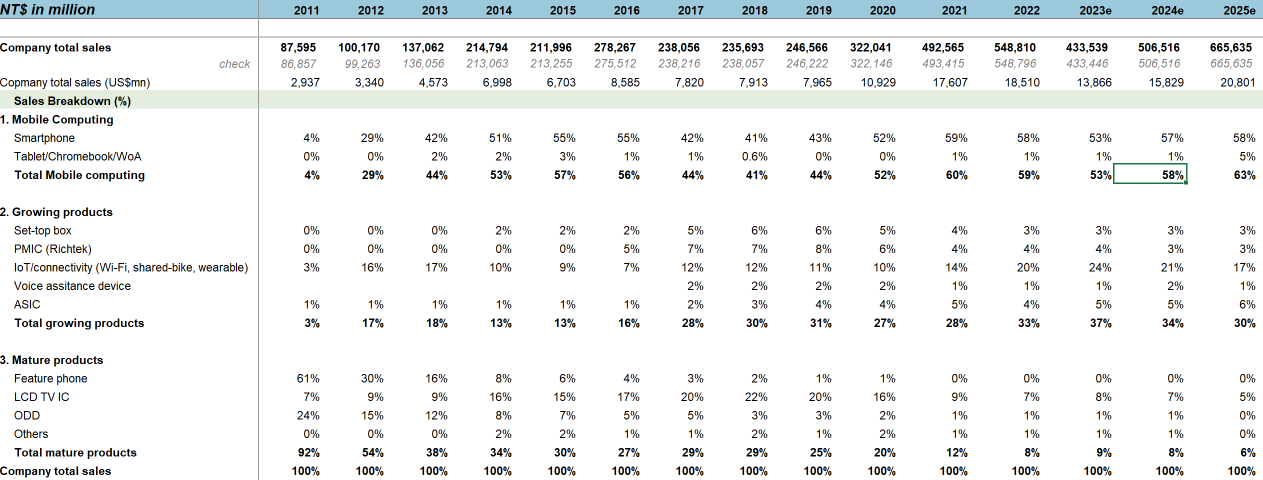 NT$ in million 2011 2012 2013 2014 2015 2016 2017 2018 2019 2020 2021 2022 2023e 2024e 2025e
Company total sales 87,595 100,170 137,062 214,794 211,996 278,267 238,056 235,693 246,566 322,041 492,565 548,810 433,539 506,516 665,635
check 86,857 99,263 136,056 213,063 213,255 275,512 238,216 238,057 246,222 322,146 493,415 548,796 433,446 506,516 665,635
Copmany total sales (US$mn) 2,937 3,340 4,573 6,998 6,703 8,585 7,820 7,913 7,965 10,929 17,607 18,510 13,866 15,829 20,801
Sales Breakdown (%)
1. Mobile Computing
Smartphone 4% 29% 42% 51% 55% 55% 42% 41% 43% 52% 59% 58% 53% 57% 58%
Tablet/Chromebook/WoA 0% 0% 2% 2% 3% 1% 1% 0.6% 0% 0% 1% 1% 1% 1% 5%
Total Mobile computing 4% 29% 44% 53% 57% 56% 44% 41% 44% 52% 60% 59% 53% 58% 63%
2. Growing products
Set-top box 0% 0% 0% 2% 2% 2% 5% 6% 6% 5% 4% 3% 3% 3% 3%
PMIC (Richtek) 0% 0% 0% 0% 0% 5% 7% 7% 8% 6% 4% 4% 4% 3% 3%
IoT/connectivity (Wi-Fi, shared-bike, wearable) 3% 16% 17% 10% 9% 7% 12% 12% 11% 10% 14% 20% 24% 21% 17%
Voice assitance device 2% 2% 2% 2% 1% 1% 1% 2% 1%
ASIC 1% 1% 1% 1% 1% 1% 2% 3% 4% 4% 5% 4% 5% 5% 6%
Total growing products 3% 17% 18% 13% 13% 16% 28% 30% 31% 27% 28% 33% 37% 34% 30%
3. Mature products
Feature phone 61% 30% 16% 8% 6% 4% 3% 2% 1% 1% 0% 0% 0% 0% 0%
LCD TV IC 7% 9% 9% 16% 15% 17% 20% 22% 20% 16% 9% 7% 8% 7% 5%
ODD 24% 15% 12% 8% 7% 5% 5% 3% 3% 2% 1% 1% 1% 1% 0%
Others 0% 0% 0% 2% 2% 1% 1% 2% 1% 2% 1% 1% 1% 1% 0%
Total mature products 92% 54% 38% 34% 30% 27% 29% 29% 25% 20% 12% 8% 9% 8% 6%
Company total sales 100% 100% 100% 100% 100% 100% 100% 100% 100% 100% 100% 100% 100% 100% 100%